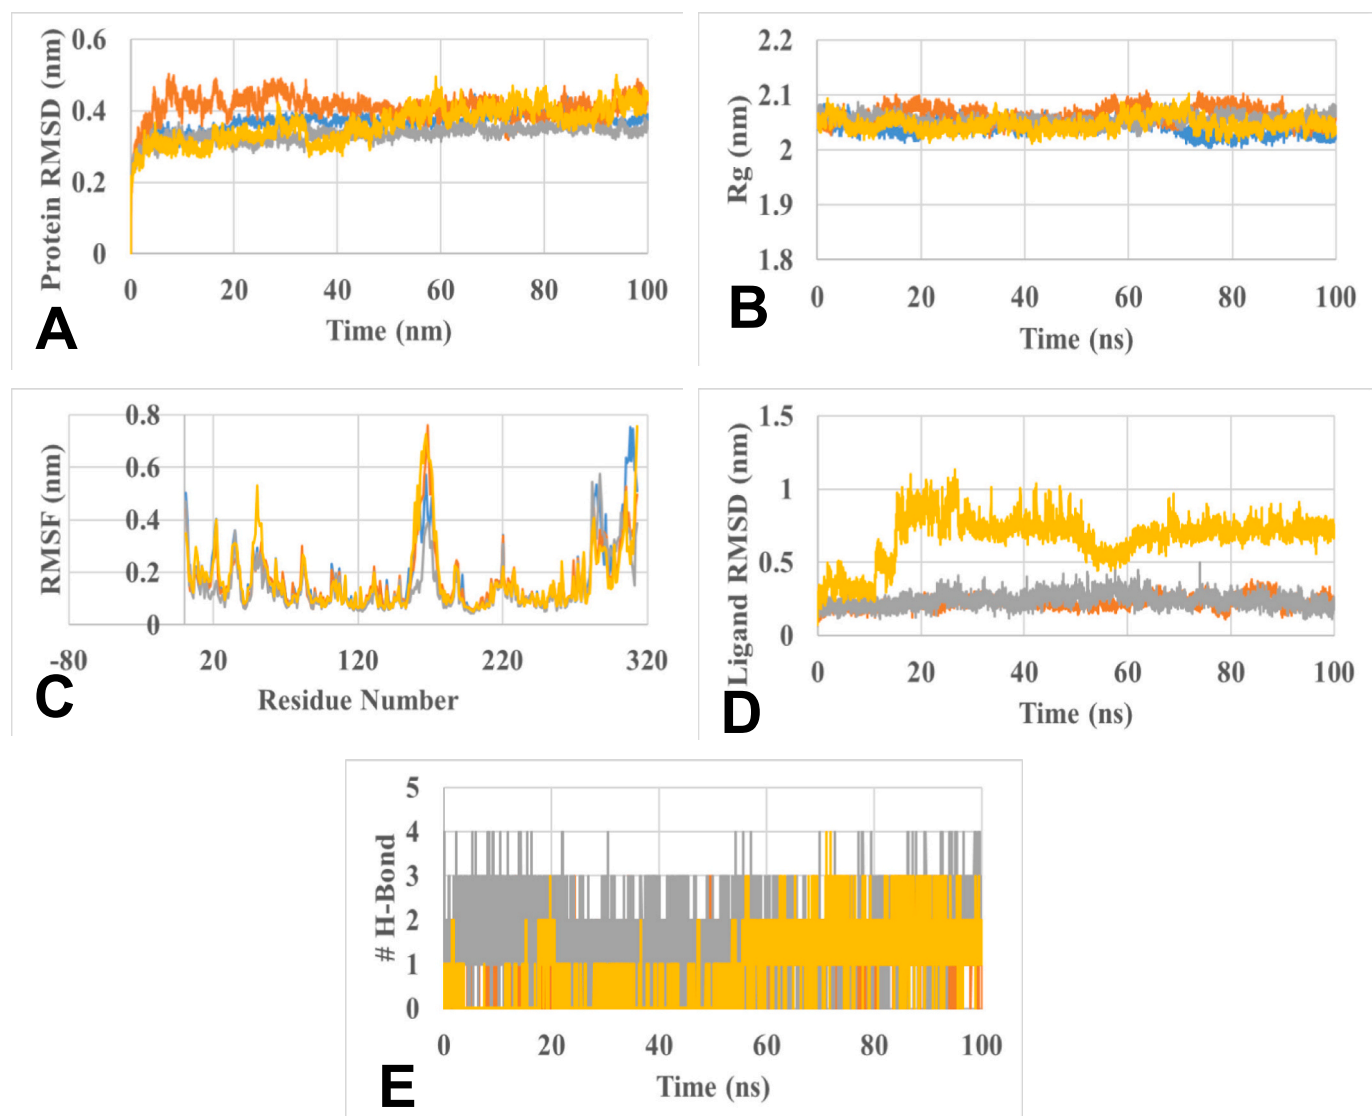 Protein RMSD (nm)
0.6
0.4
0.2
0
0 20 40 60 80 100
Time (nm)
A
Rg (nm)
2.2
2.1
2
1.9
1.8
0 20 40 60 80 100
Time (ns)
B
RMSF (nm)
0.8
0.6
0.4
0.2
0
-80 20 120 220 320
Residue Number
C
Ligand RMSD (nm)
1.5
1
0.5
0
0 20 40 60 80 100
Time (ns)
D
# H-Bond
5
4
3
2
1
0
0 20 40 60 80 100
Time (ns)
E